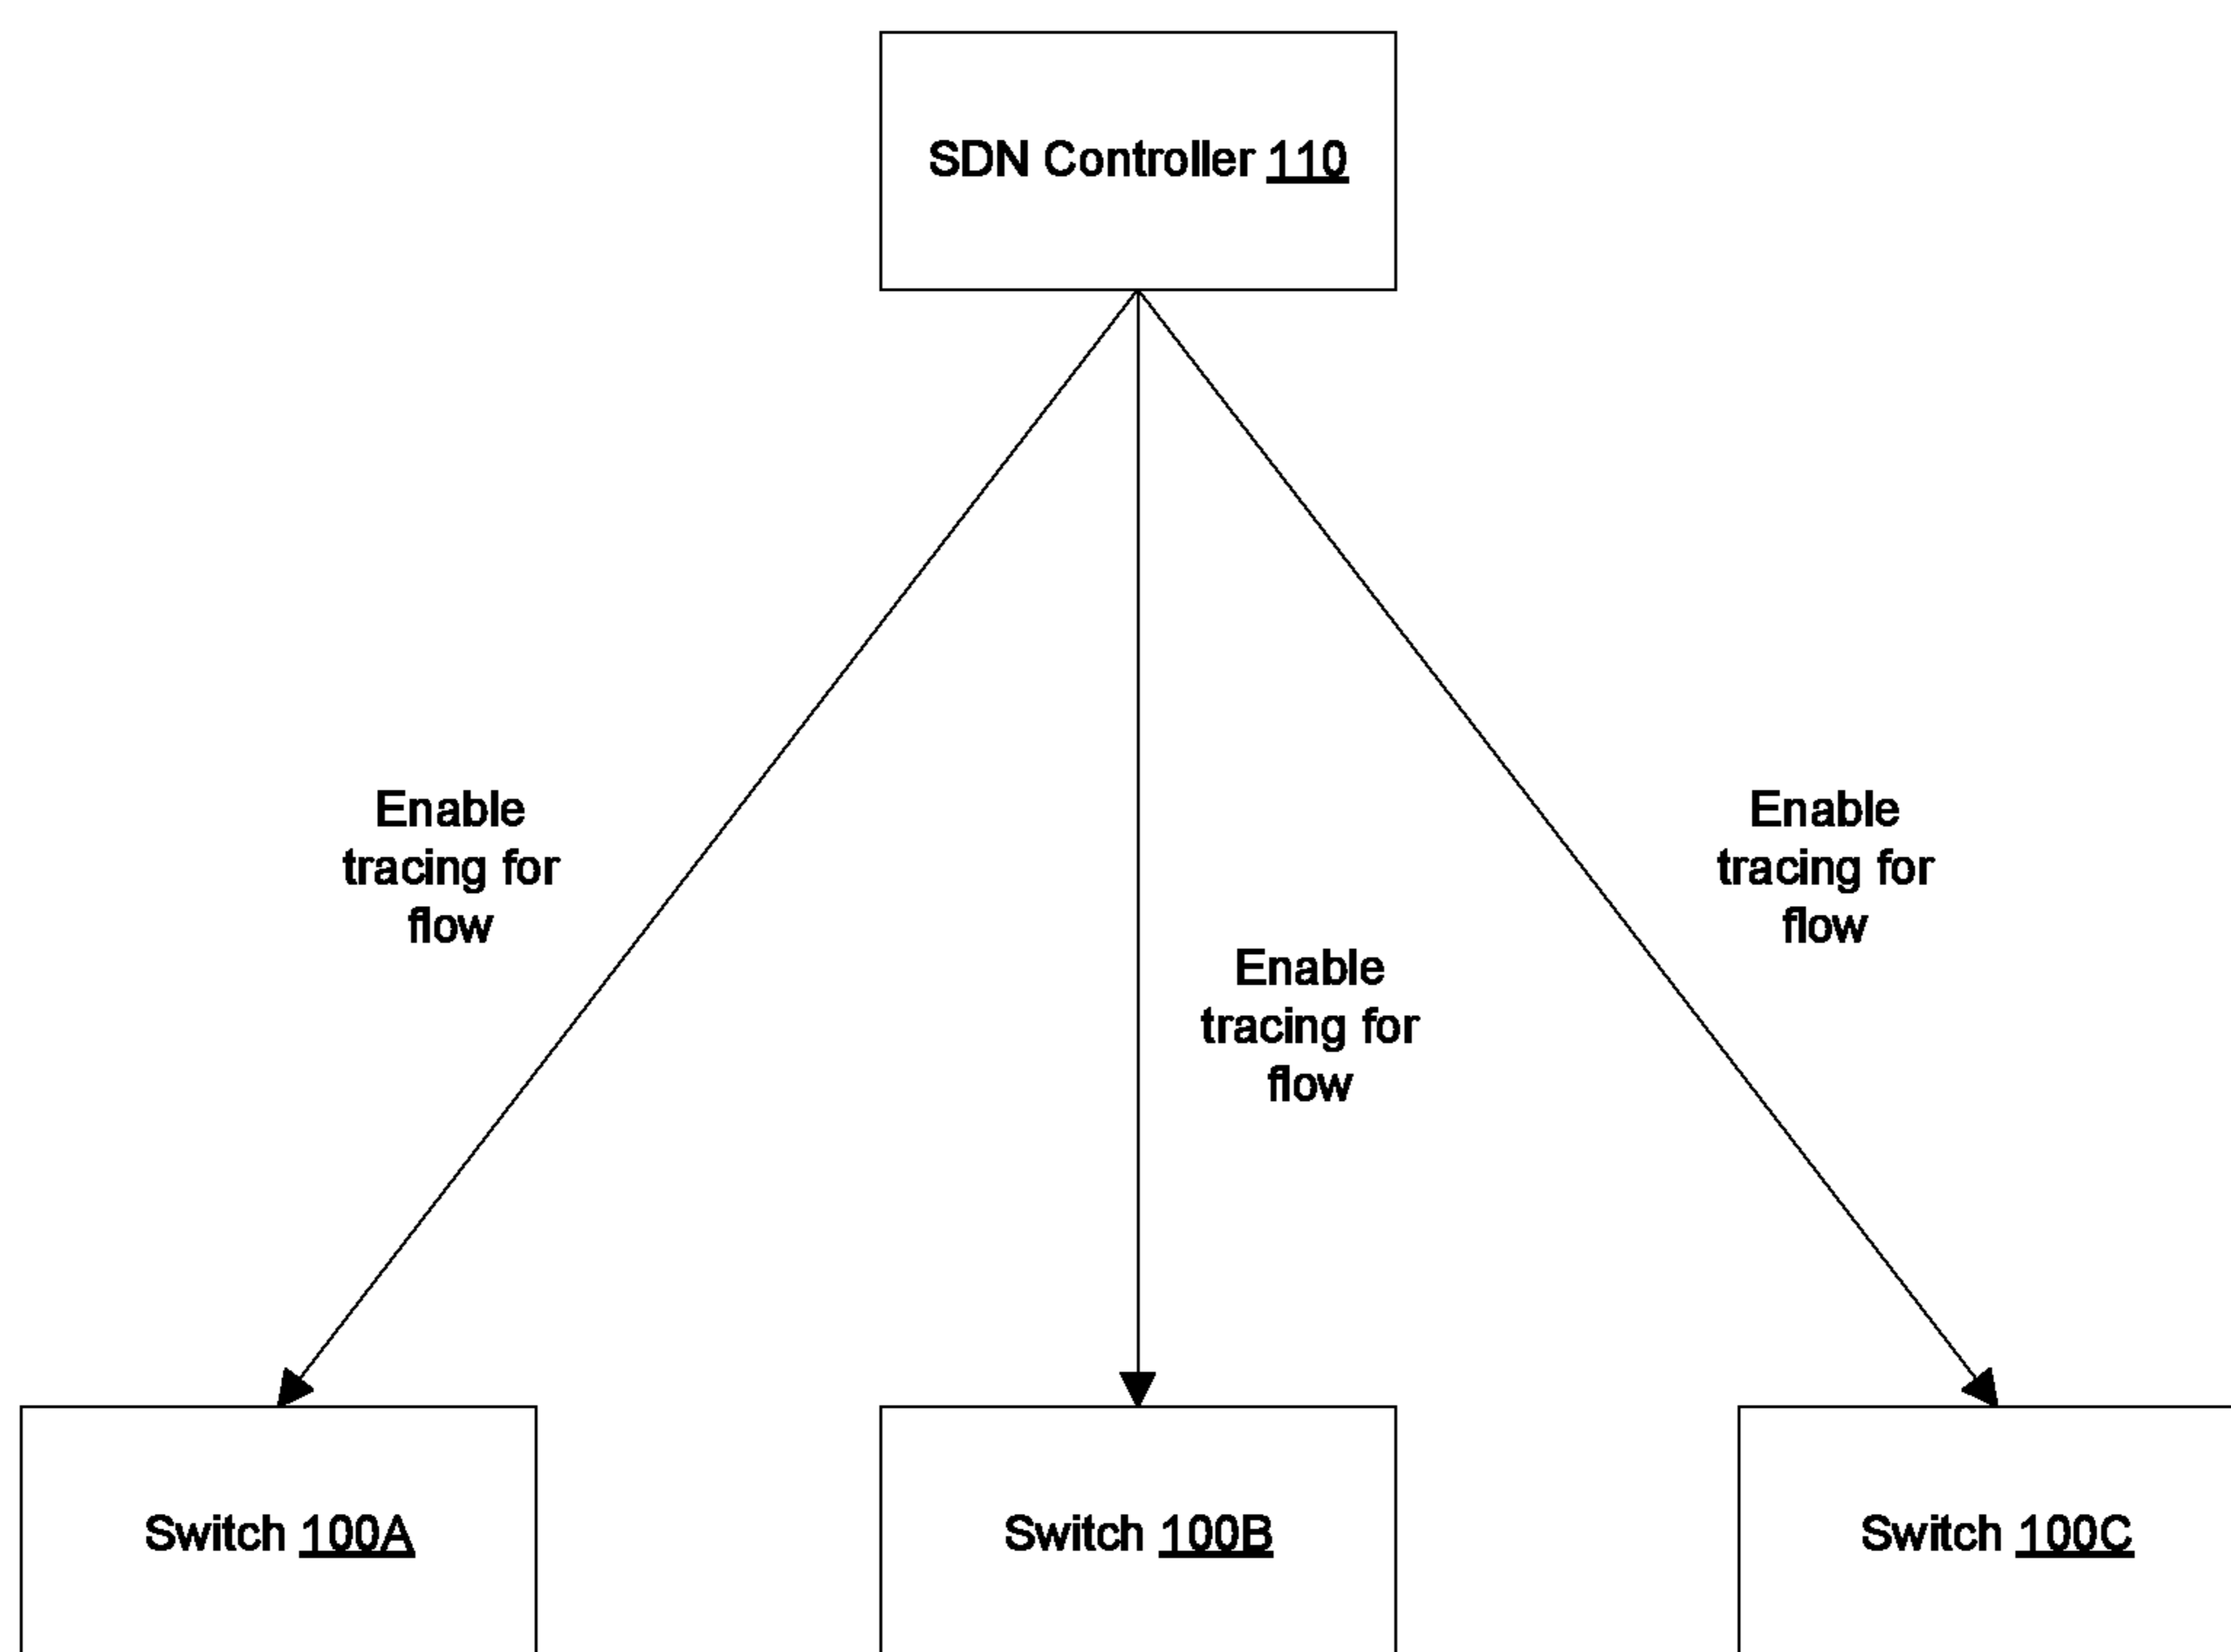 SDN Controller 110
Enable
tracing for
flow
Enable
tracing for
flow
Enable
tracing for
flow
Switch 100A
Switch 100B
Switch 100C